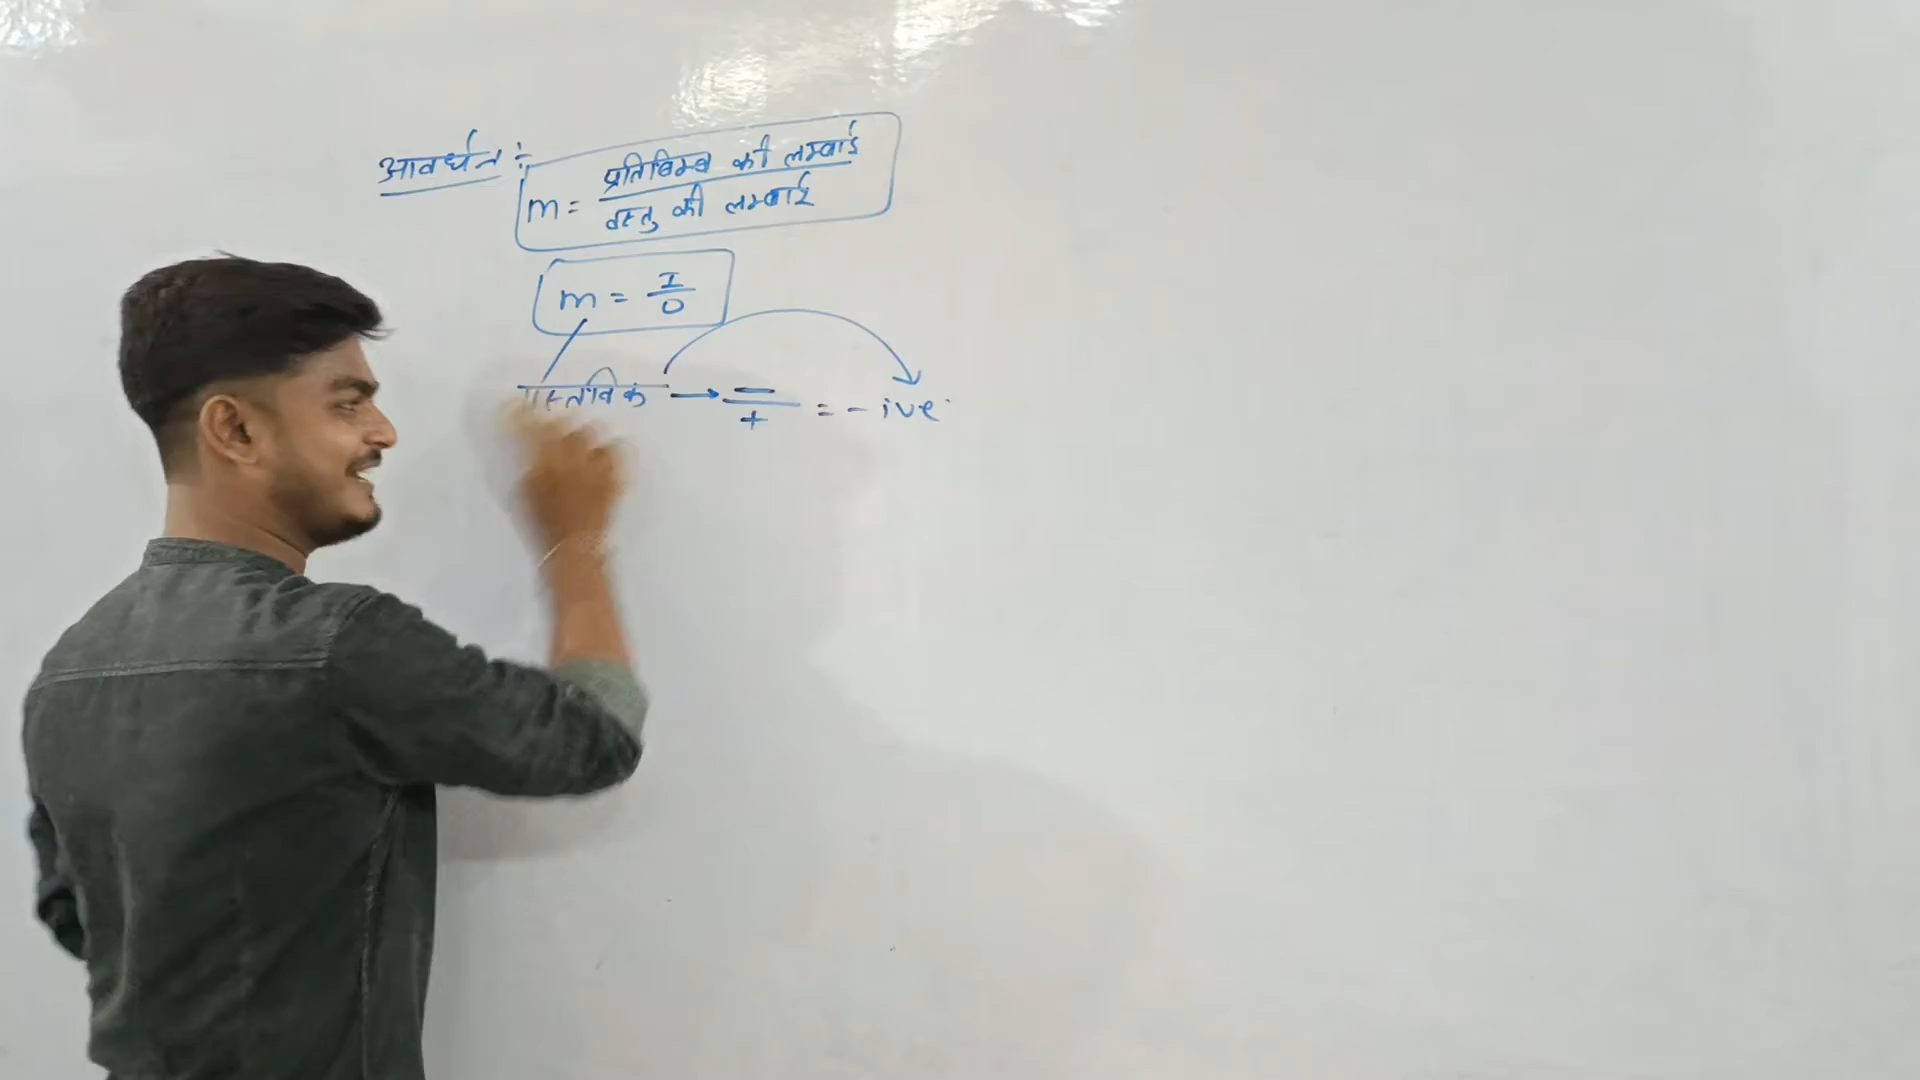 आवर्धन :-
m = प्रतिबिम्ब की लम्बाई / वस्तु की लम्बाई
m = I / O
वास्तविक → - / + = - ive